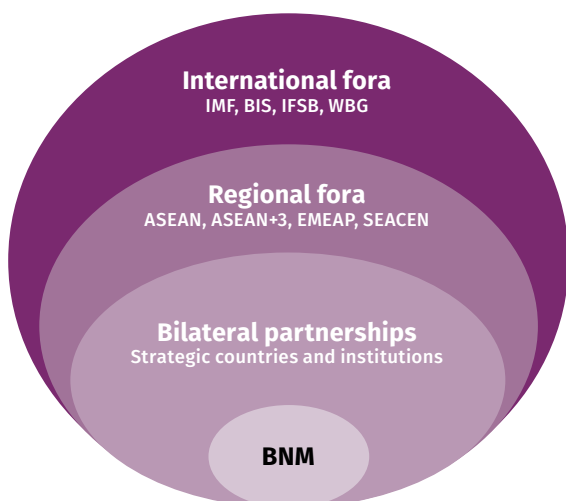 International fora
IMF, BIS, IFSB, WBG
Regional fora
ASEAN, ASEAN+3, EMEAP, SEACEN
Bilateral partnerships
Strategic countries and institutions
BNM